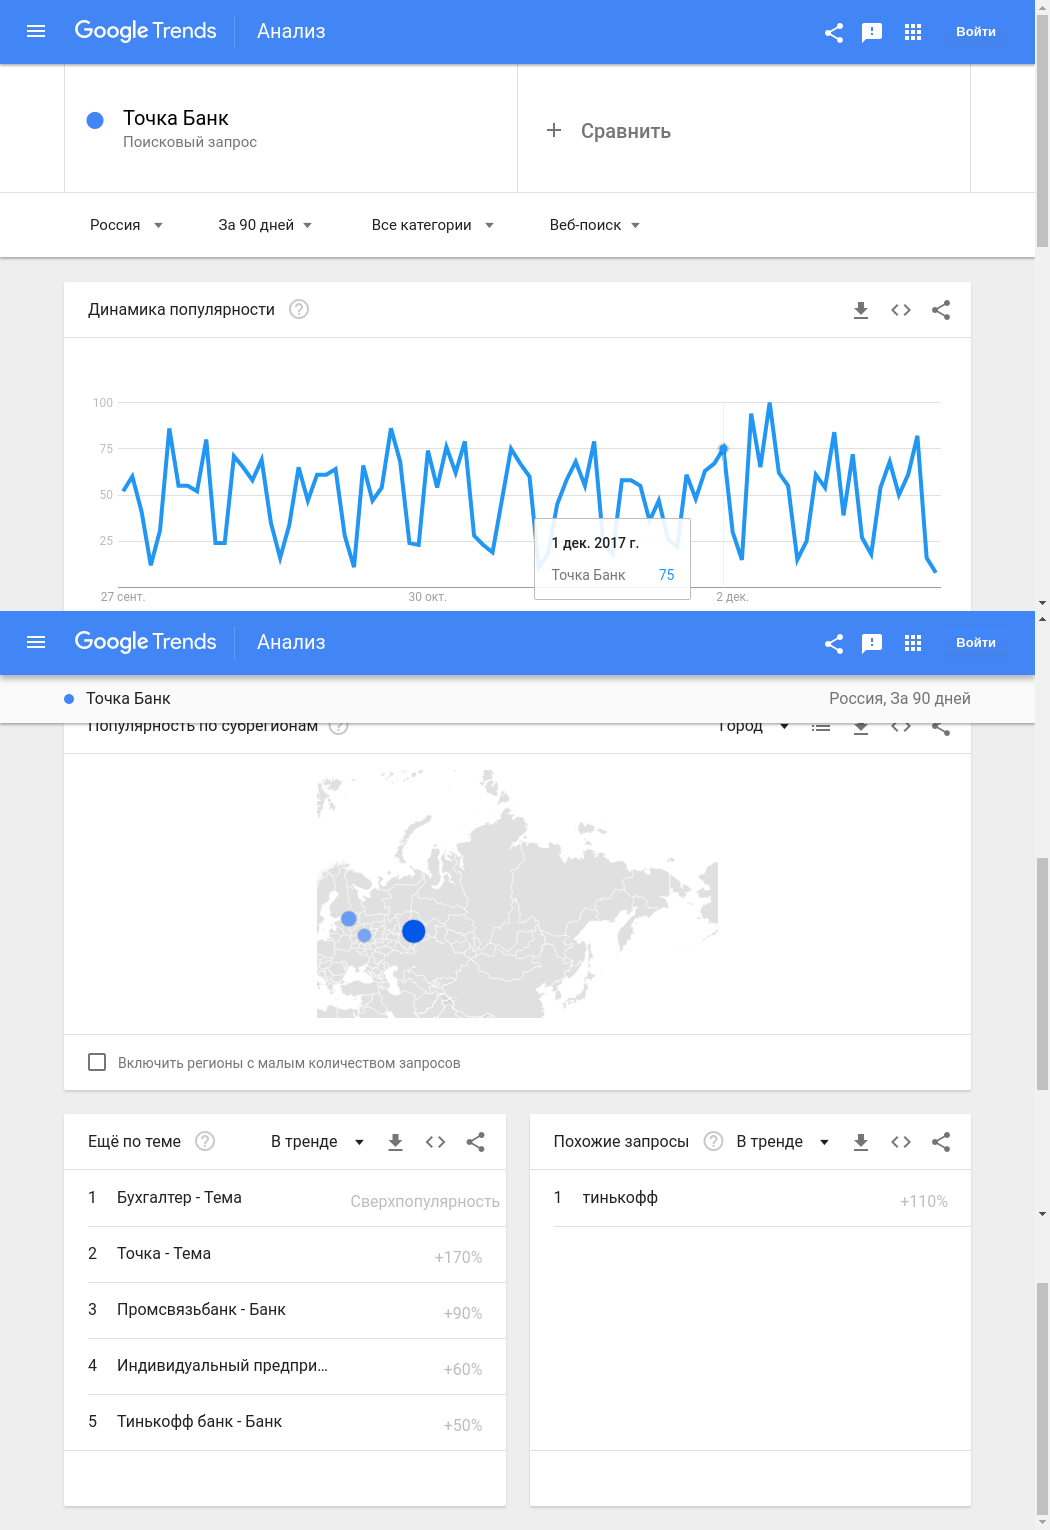 Google Trends Анализ Войти
Точка Банк
Поисковый запрос
Сравнить
Россия За 90 дней Все категории Веб-поиск
Динамика популярности ?
100
75
50
25
1 дек. 2017 г.
Точка Банк 75
27 сент. 30 окт. 2 дек.
Google Trends Анализ Войти
Точка Банк Россия, За 90 дней
Популярность по субрегионам ? Город
Включить регионы с малым количеством запросов
Ещё по теме ? В тренде
1 Бухгалтер - Тема Сверхпопулярность
2 Точка - Тема +170%
3 Промсвязьбанк - Банк +90%
4 Индивидуальный предпри... +60%
5 Тинькофф банк - Банк +50%
Похожие запросы ? В тренде
1 тинькофф +110%